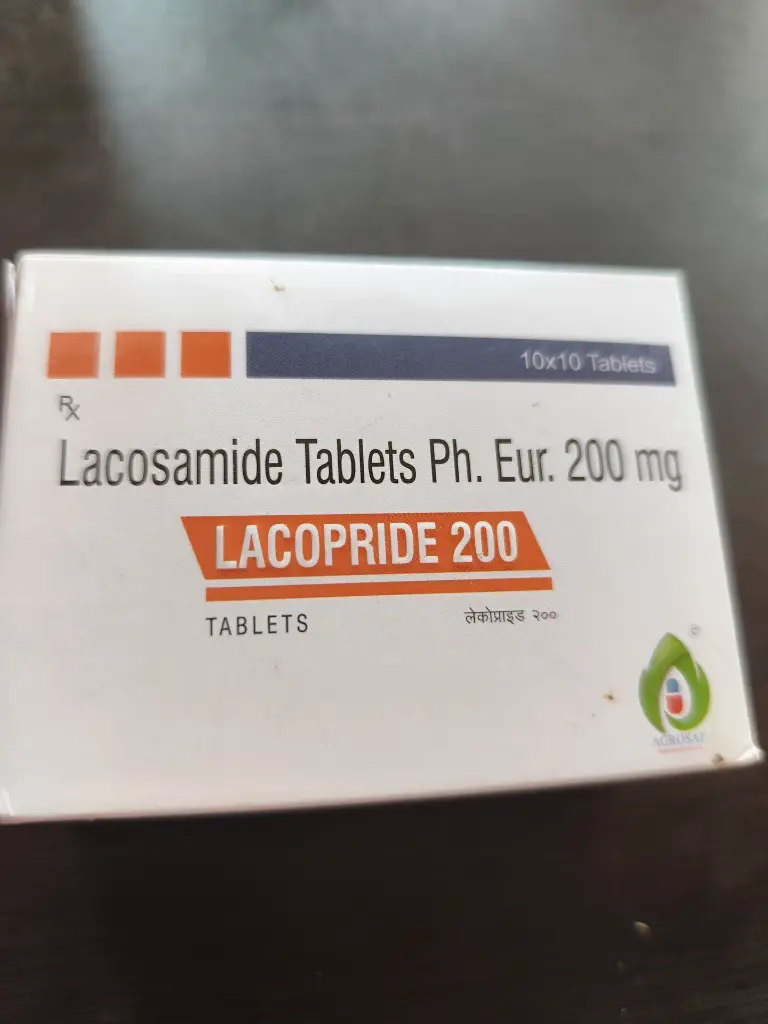 10x10 Tablets
Rx
Lacosamide Tablets Ph. Eur. 200 mg
LACOPRIDE 200
TABLETS
लेकोप्राइड २००
AGROSAF